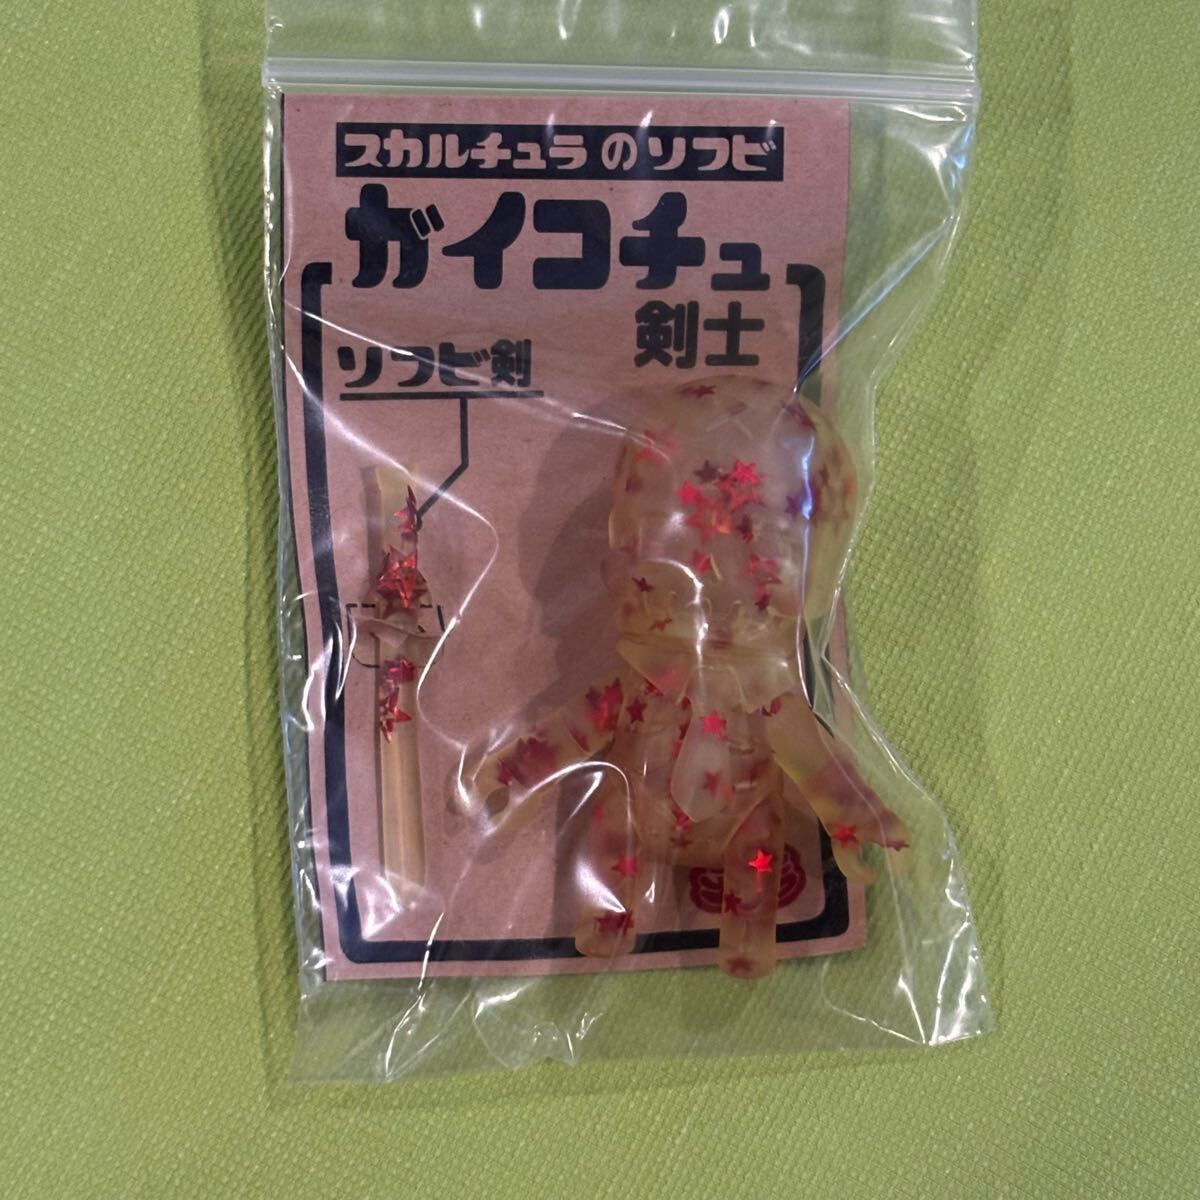 スカルチュラのソフビ
ガイコチュ
剣士
ソフビ剣